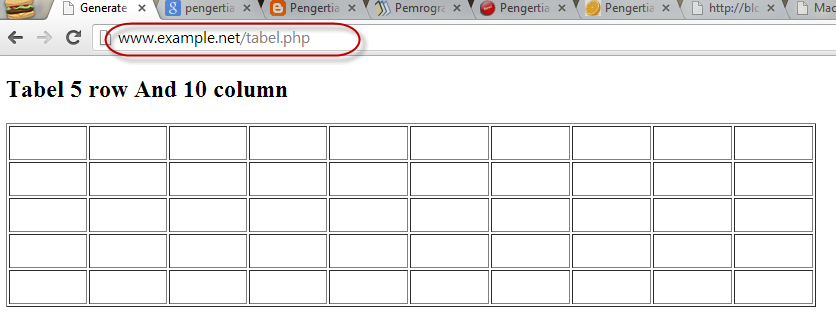 Generate
pengertia
Pengertia
Pemrogra
Pengertia
Pengertia
http://blo
Mac
www.example.net/tabel.php
Tabel 5 row And 10 column